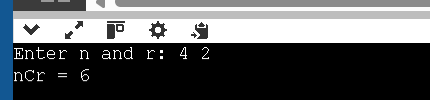 Enter n and r: 4 2
nCr = 6